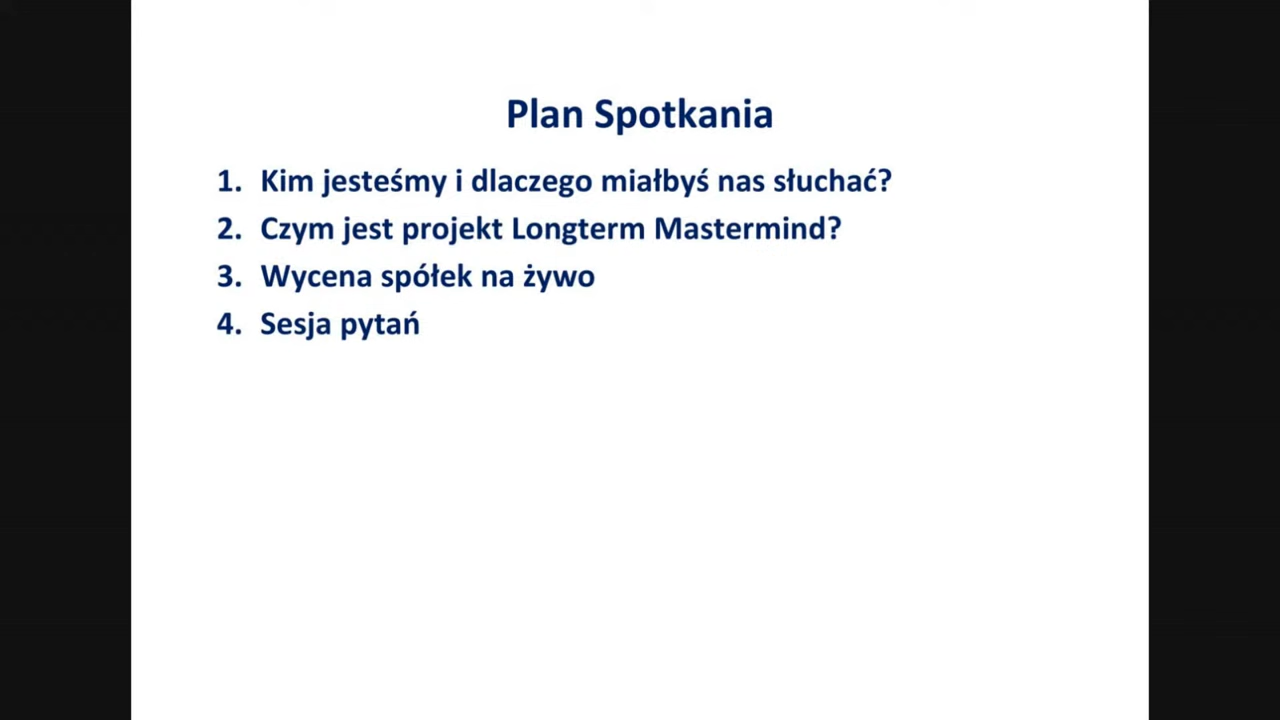 Plan Spotkania
1. Kim jesteśmy i dlaczego miałbyś nas słuchać?
2. Czym jest projekt Longterm Mastermind?
3. Wycena spółek na żywo
4. Sesja pytań